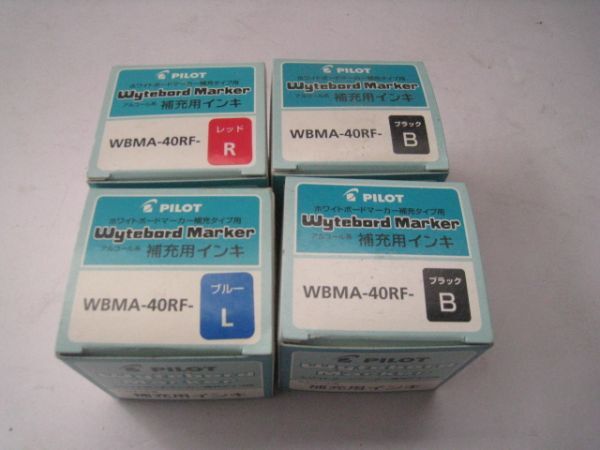 PILOT
ホワイトボードマーカー補充タイプ用
Wytebord Marker
アルコール系 補充用インキ
WBMA-40RF-
レッド
R
PILOT
ホワイトボードマーカー補充タイプ用
Wytebord Marker
アルコール系 補充用インキ
WBMA-40RF-
ブラック
B
PILOT
ホワイトボードマーカー補充タイプ用
Wytebord Marker
アルコール系 補充用インキ
WBMA-40RF-
ブルー
L
PILOT
ホワイトボードマーカー補充タイプ用
Wytebord Marker
アルコール系 補充用インキ
WBMA-40RF-
ブラック
B
PILOT
補充用インキ
PILOT
補充用インキ